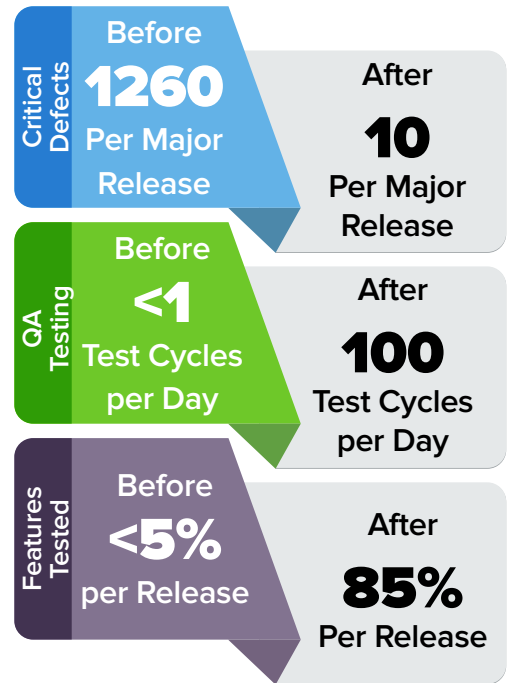 Critical
Defects
Before
1260
Per Major
Release
After
10
Per Major
Release
QA
Testing
Before
<1
Test Cycles
per Day
After
100
Test Cycles
per Day
Features
Tested
Before
<5%
per Release
After
85%
Per Release